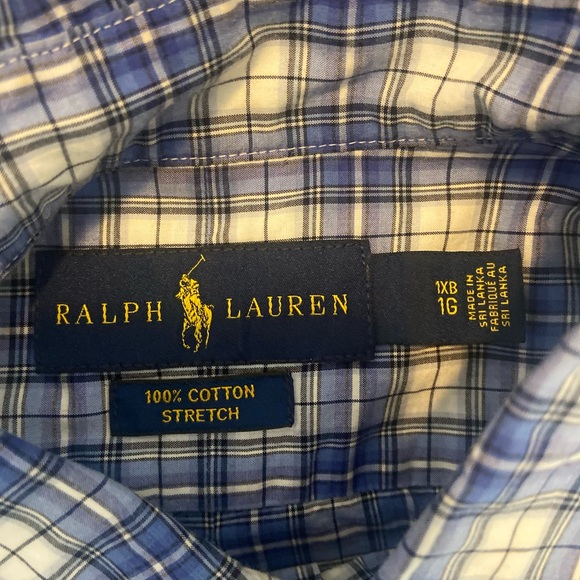 RALPH LAUREN
1XB
1G
MADE IN
SRI LANKA
FABRIQUÉ AU
SRI LANKA
100% COTTON
STRETCH